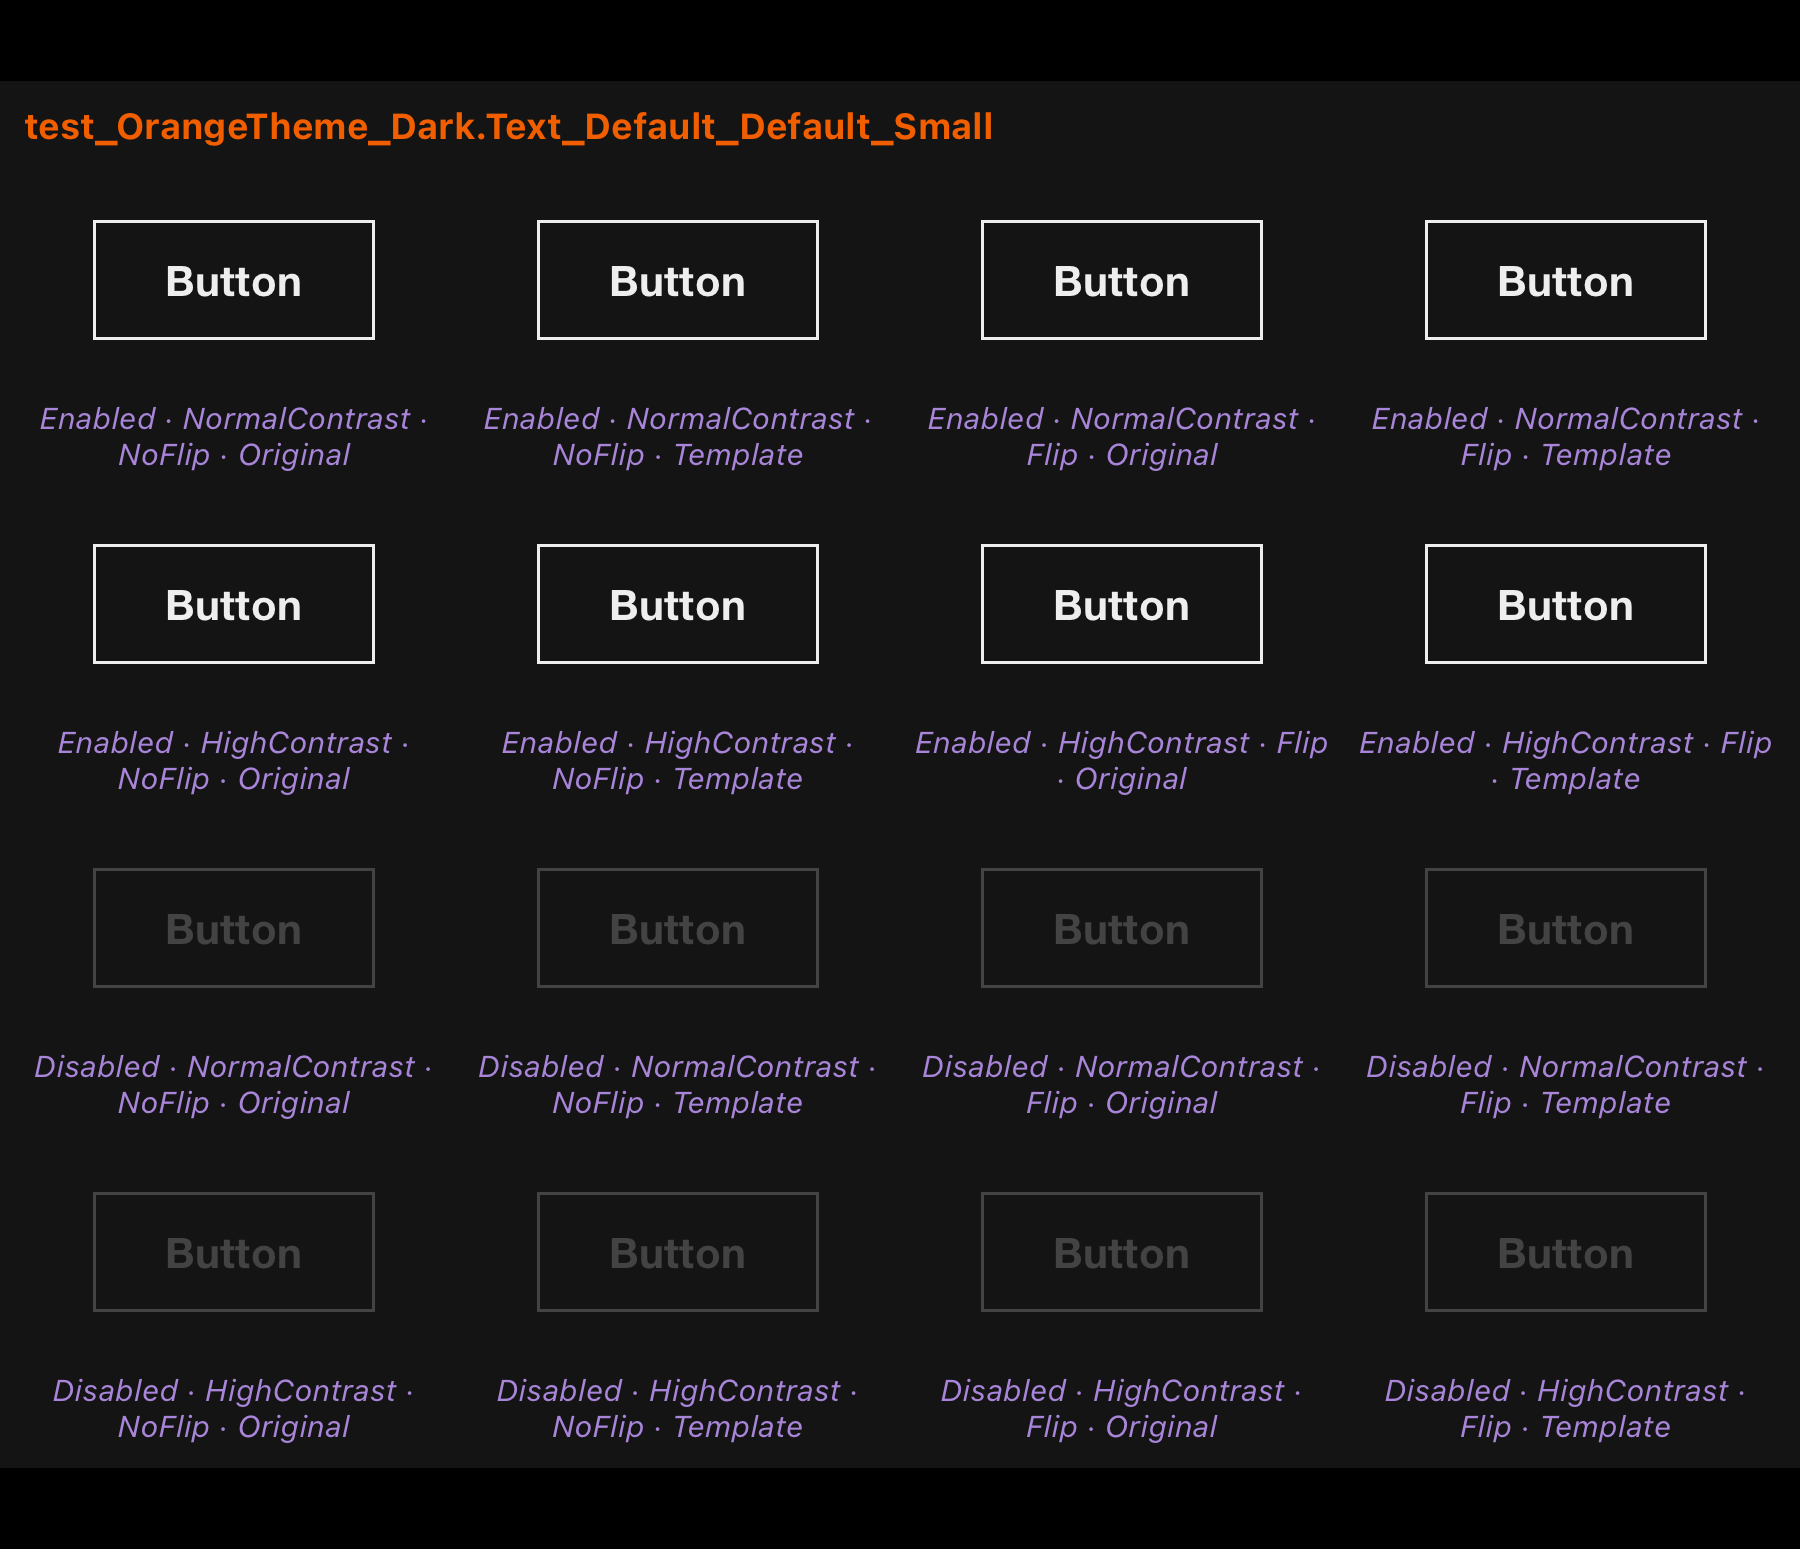 test_OrangeTheme_Dark.Text_Default_Default_Small
Button Button Button Button
Enabled · NormalContrast · Enabled · NormalContrast · Enabled · NormalContrast · Enabled · NormalContrast ·
NoFlip · Original NoFlip · Template Flip · Original Flip · Template
Button Button Button Button
Enabled · HighContrast · Enabled · HighContrast · Enabled · HighContrast · Flip Enabled · HighContrast · Flip
NoFlip · Original NoFlip · Template · Original · Template
Button Button Button Button
Disabled · NormalContrast · Disabled · NormalContrast · Disabled · NormalContrast · Disabled · NormalContrast ·
NoFlip · Original NoFlip · Template Flip · Original Flip · Template
Button Button Button Button
Disabled · HighContrast · Disabled · HighContrast · Disabled · HighContrast · Disabled · HighContrast ·
NoFlip · Original NoFlip · Template Flip · Original Flip · Template